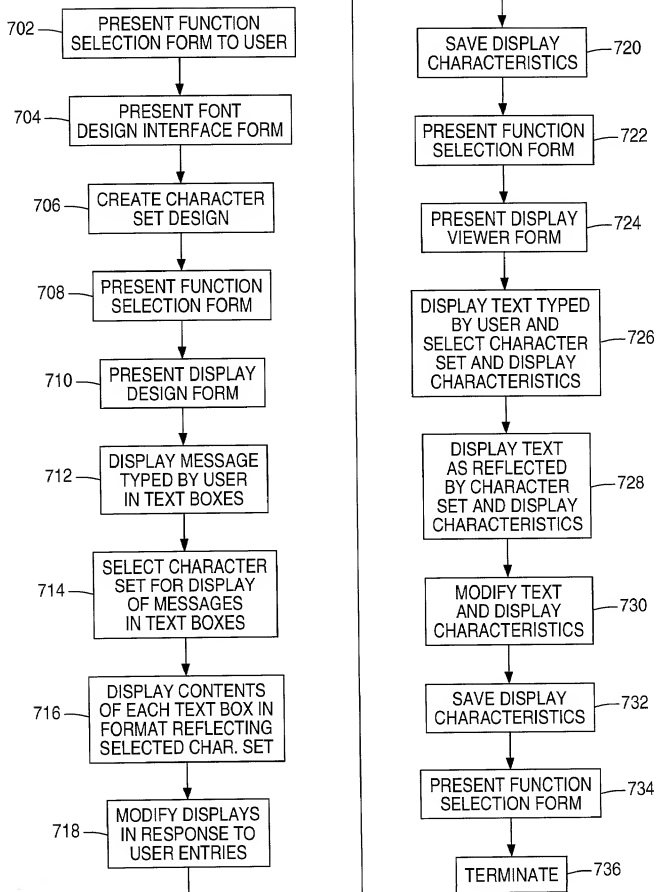 702
PRESENT FUNCTION
SELECTION FORM TO USER
704
PRESENT FONT
DESIGN INTERFACE FORM
706
CREATE CHARACTER
SET DESIGN
708
PRESENT FUNCTION
SELECTION FORM
710
PRESENT DISPLAY
DESIGN FORM
712
DISPLAY MESSAGE
TYPED BY USER
IN TEXT BOXES
714
SELECT CHARACTER
SET FOR DISPLAY
OF MESSAGES
IN TEXT BOXES
716
DISPLAY CONTENTS
OF EACH TEXT BOX IN
FORMAT REFLECTING
SELECTED CHAR. SET
718
MODIFY DISPLAYS
IN RESPONSE TO
USER ENTRIES
SAVE DISPLAY
CHARACTERISTICS
720
PRESENT FUNCTION
SELECTION FORM
722
PRESENT DISPLAY
VIEWER FORM
724
DISPLAY TEXT TYPED
BY USER AND
SELECT CHARACTER
SET AND DISPLAY
CHARACTERISTICS
726
DISPLAY TEXT
AS REFLECTED
BY CHARACTER
SET AND DISPLAY
CHARACTERISTICS
728
MODIFY TEXT
AND DISPLAY
CHARACTERISTICS
730
SAVE DISPLAY
CHARACTERISTICS
732
PRESENT FUNCTION
SELECTION FORM
734
TERMINATE
736